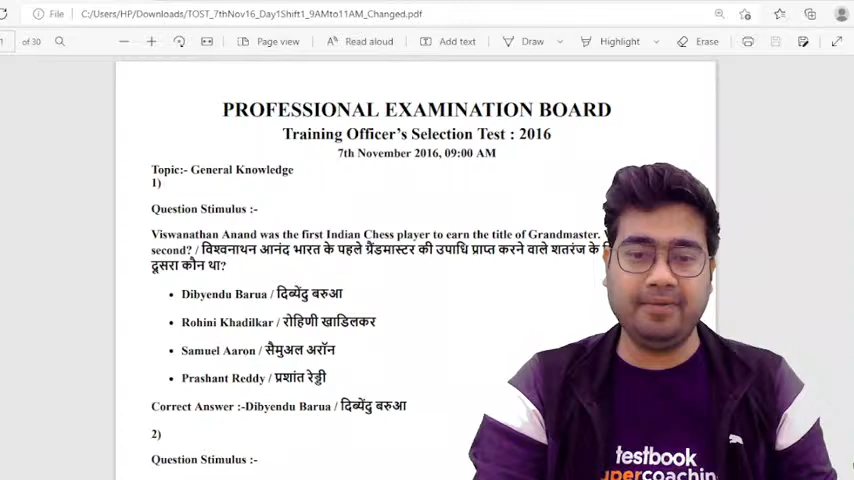 File C:/Users/HP/Downloads/TOST_7thNov16_Day1Shift1_9AMto11AM_Changed.pdf
1 of 30 Page view Read aloud Add text Draw Highlight Erase
PROFESSIONAL EXAMINATION BOARD
Training Officer's Selection Test : 2016
7th November 2016, 09:00 AM
Topic:- General Knowledge
1)
Question Stimulus :-
Viswanathan Anand was the first Indian Chess player to earn the title of Grandmaster.
second? / विश्वनाथन आनंद भारत के पहले ग्रैंडमास्टर की उपाधि प्राप्त करने वाले शतरंज के
दूसरा कौन था?
• Dibyendu Barua / दिब्येंदु बरुआ
• Rohini Khadilkar / रोहिणी खाडिलकर
• Samuel Aaron / सैमुअल अरॉन
• Prashant Reddy / प्रशांत रेड्डी
Correct Answer :-Dibyendu Barua / दिब्येंदु बरुआ
2)
Question Stimulus :-
testbook
upercoaching